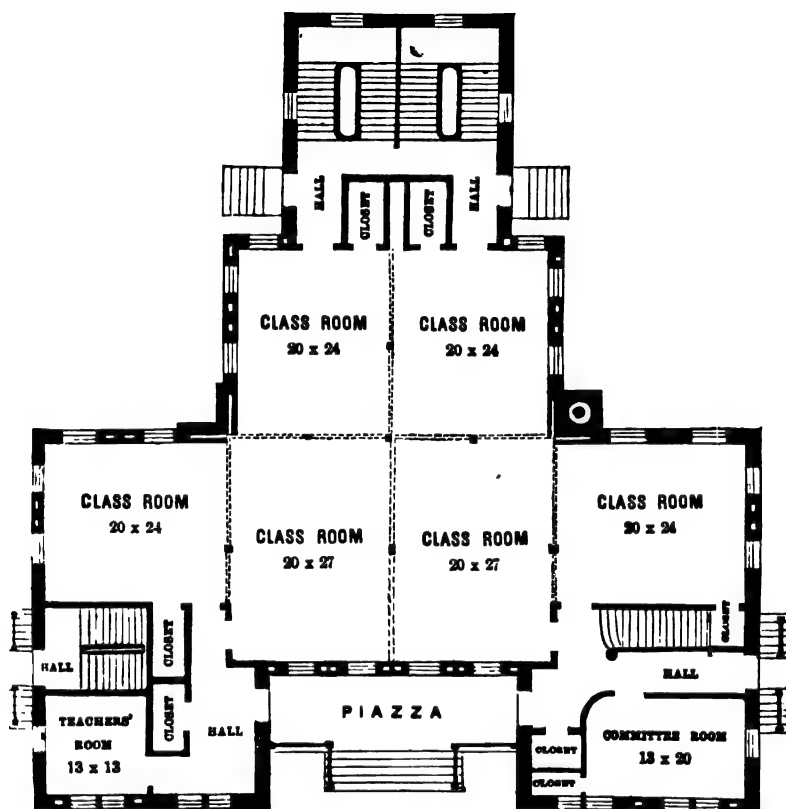 HALL
CLOSET
CLOSET
HALL
CLASS ROOM
20 x 24
CLASS ROOM
20 x 24
CLASS ROOM
20 x 24
CLASS ROOM
20 x 27
CLASS ROOM
20 x 27
CLASS ROOM
20 x 24
CLOSET
CLOSET
HALL
HALL
CLOSET
TEACHERS'
ROOM
13 x 13
HALL
PIAZZA
COMMITTEE ROOM
13 x 20
CLOSET
CLOSET